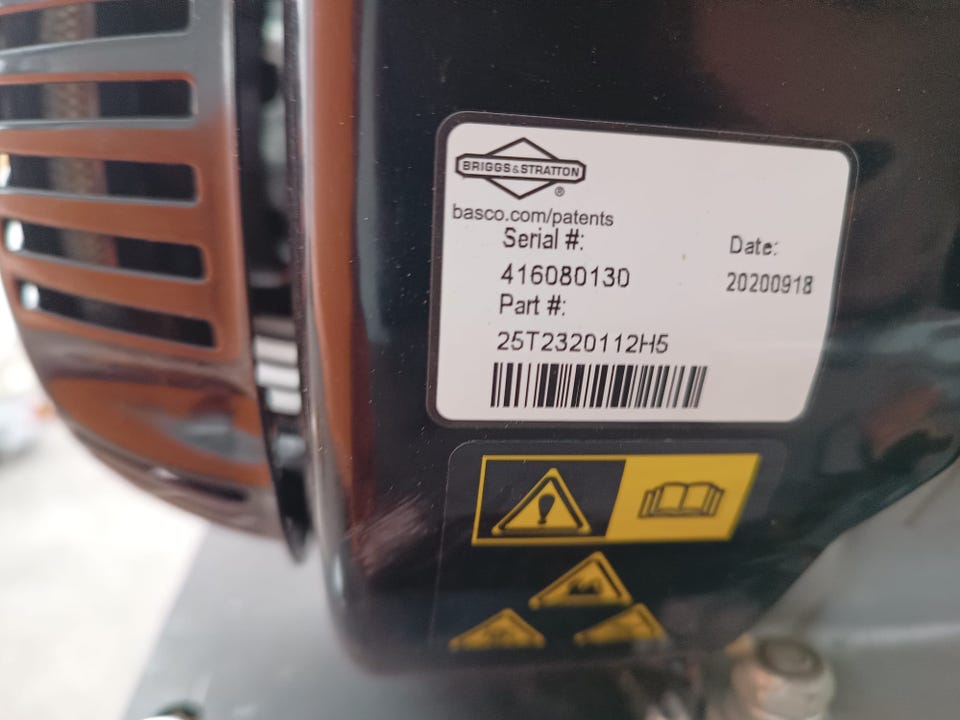 BRIGGS&STRATTON
®
basco.com/patents
Serial #:
416080130
Date:
20200918
Part #:
25T2320112H5